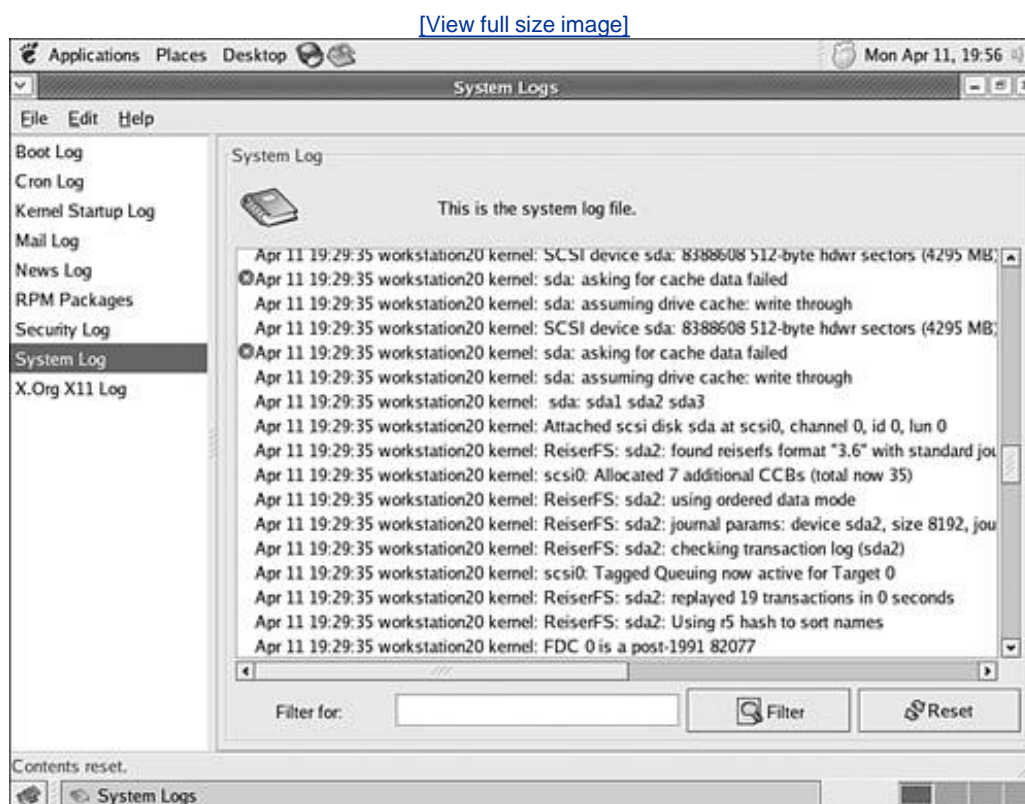 [View full size image]
Applications Places Desktop Mon Apr 11, 19:56
System Logs
File Edit Help
Boot Log
Cron Log
Kernel Startup Log
Mail Log
News Log
RPM Packages
Security Log
System Log
X.Org X11 Log
System Log
This is the system log file.
Apr 11 19:29:35 workstation20 kernel: SCSI device sda: 8388608 512-byte hdwr sectors (4295 MB)
Apr 11 19:29:35 workstation20 kernel: sda: asking for cache data failed
Apr 11 19:29:35 workstation20 kernel: sda: assuming drive cache: write through
Apr 11 19:29:35 workstation20 kernel: SCSI device sda: 8388608 512-byte hdwr sectors (4295 MB)
Apr 11 19:29:35 workstation20 kernel: sda: asking for cache data failed
Apr 11 19:29:35 workstation20 kernel: sda: assuming drive cache: write through
Apr 11 19:29:35 workstation20 kernel: sda: sda1 sda2 sda3
Apr 11 19:29:35 workstation20 kernel: Attached scsi disk sda at scsi0, channel 0, id 0, lun 0
Apr 11 19:29:35 workstation20 kernel: ReiserFS: sda2: found reiserfs format "3.6" with standard jou
Apr 11 19:29:35 workstation20 kernel: scsi0: Allocated 7 additional CCBs (total now 35)
Apr 11 19:29:35 workstation20 kernel: ReiserFS: sda2: using ordered data mode
Apr 11 19:29:35 workstation20 kernel: ReiserFS: sda2: journal params: device sda2, size 8192, jou
Apr 11 19:29:35 workstation20 kernel: ReiserFS: sda2: checking transaction log (sda2)
Apr 11 19:29:35 workstation20 kernel: scsi0: Tagged Queuing now active for Target 0
Apr 11 19:29:35 workstation20 kernel: ReiserFS: sda2: replayed 19 transactions in 0 seconds
Apr 11 19:29:35 workstation20 kernel: ReiserFS: sda2: Using r5 hash to sort names
Apr 11 19:29:35 workstation20 kernel: FDC 0 is a post-1991 82077
Filter for: Filter Reset
Contents reset.
System Logs